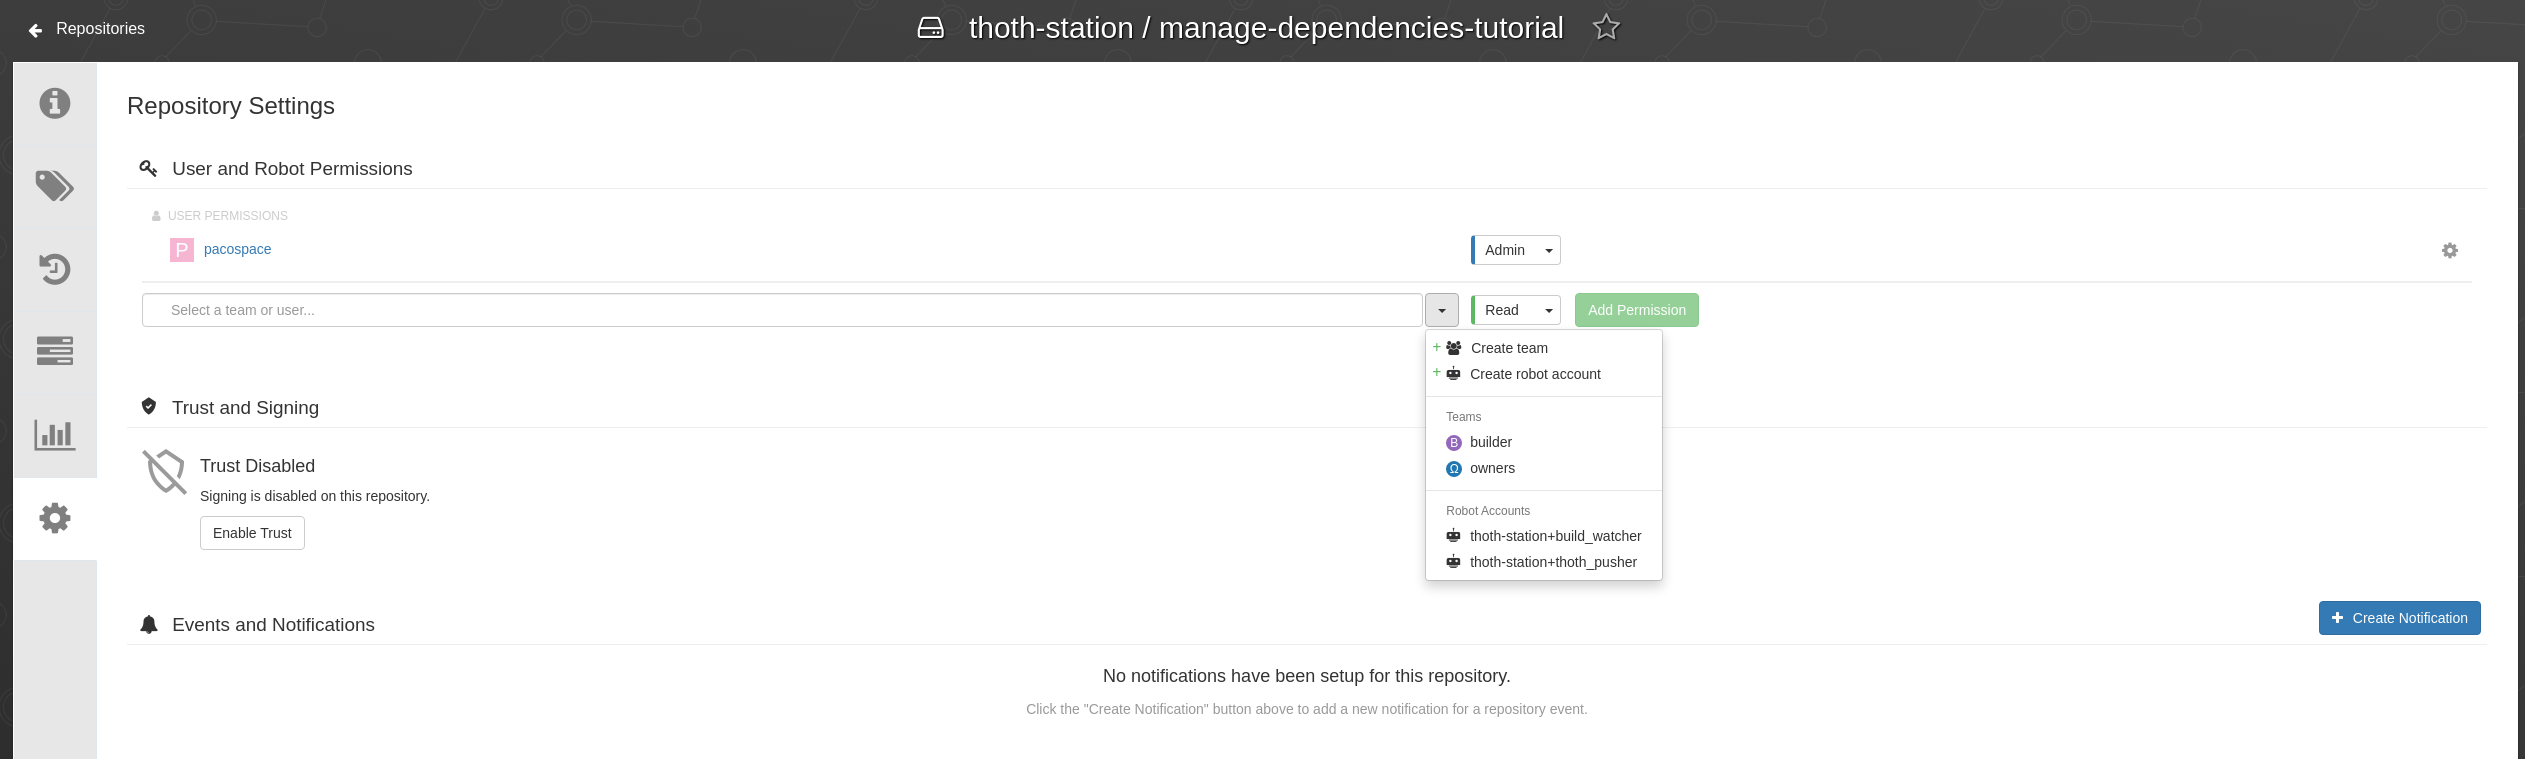 Repositories
thoth-station / manage-dependencies-tutorial
Repository Settings
User and Robot Permissions
USER PERMISSIONS
P pacospace
Admin
Select a team or user...
Read
Add Permission
+ Create team
+ Create robot account
Teams
B builder
Ω owners
Robot Accounts
thoth-station+build_watcher
thoth-station+thoth_pusher
Trust and Signing
Trust Disabled
Signing is disabled on this repository.
Enable Trust
Events and Notifications
+ Create Notification
No notifications have been setup for this repository.
Click the "Create Notification" button above to add a new notification for a repository event.